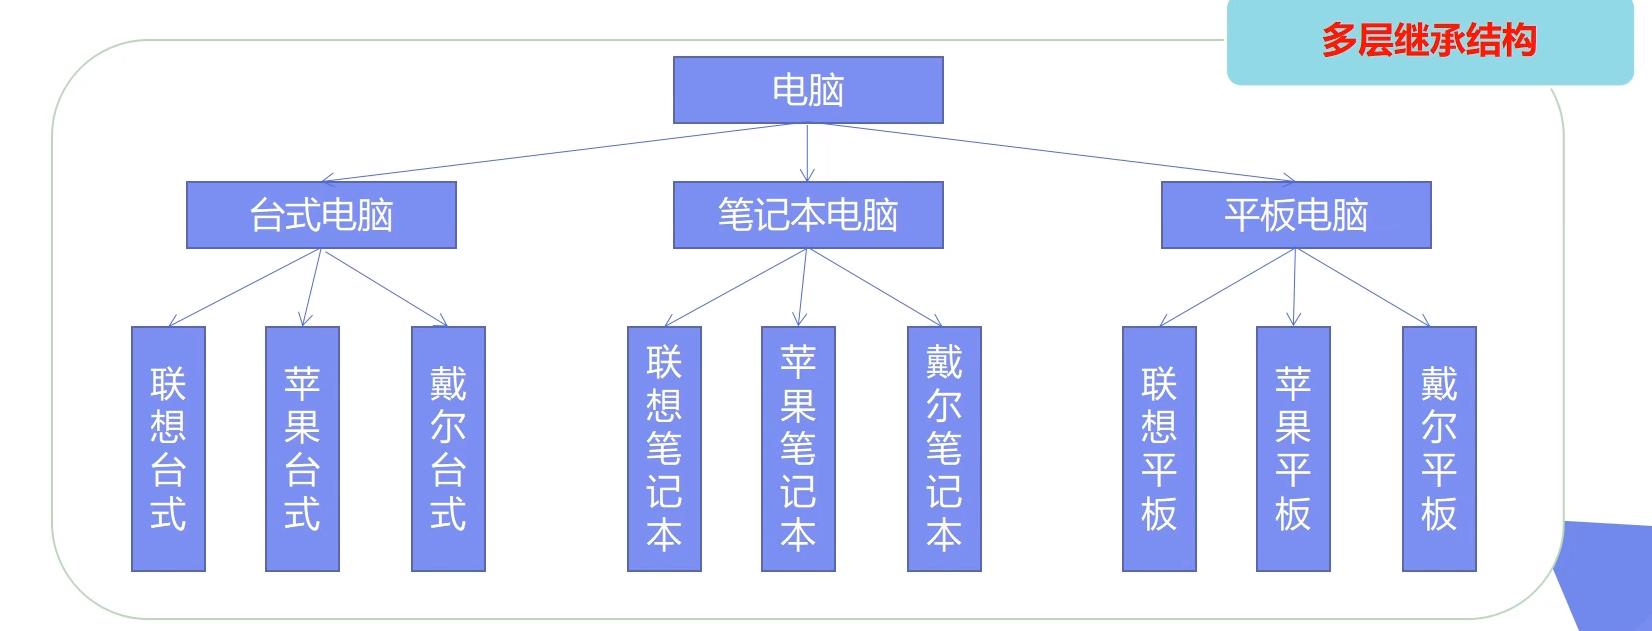 多层继承结构
电脑
台式电脑
笔记本电脑
平板电脑
联想台式
苹果台式
戴尔台式
联想笔记本
苹果笔记本
戴尔笔记本
联想平板
苹果平板
戴尔平板